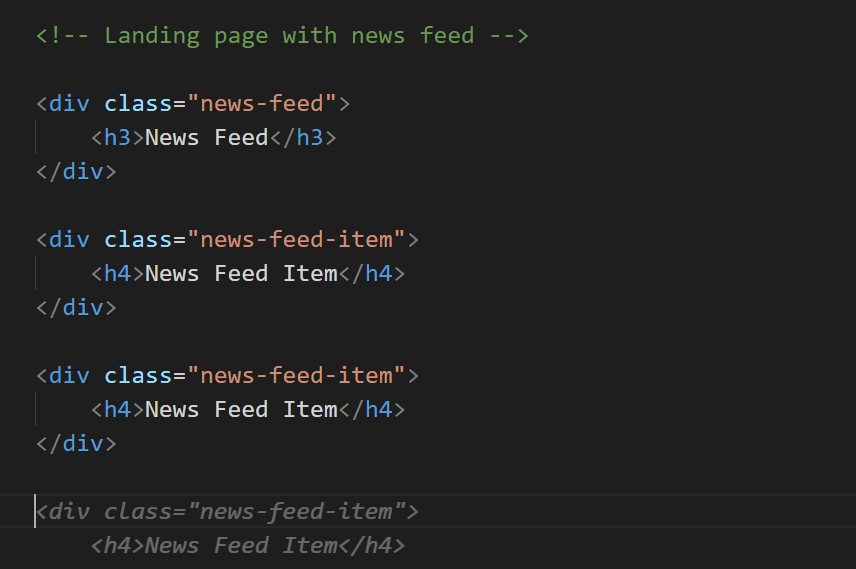 <!-- Landing page with news feed -->
<div class="news-feed">
    <h3>News Feed</h3>
</div>
<div class="news-feed-item">
    <h4>News Feed Item</h4>
</div>
<div class="news-feed-item">
    <h4>News Feed Item</h4>
</div>
<div class="news-feed-item">
    <h4>News Feed Item</h4>